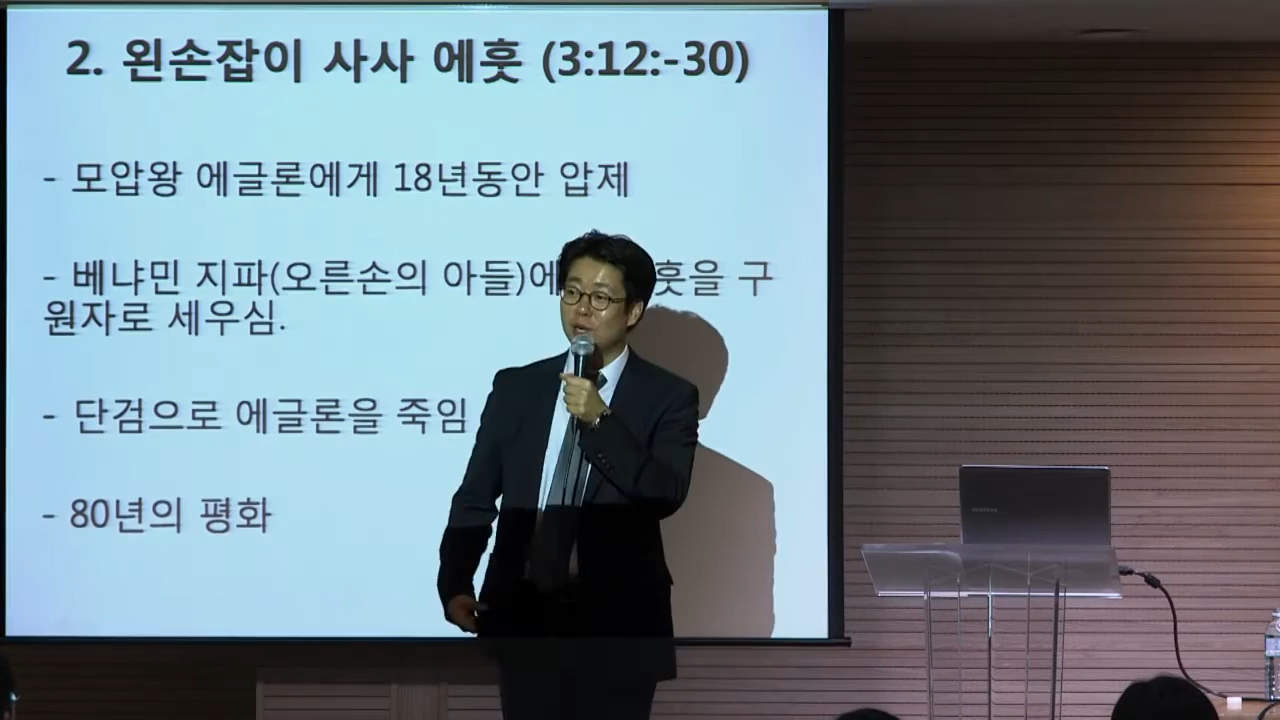 2. 왼손잡이 사사 에훗 (3:12:-30)
- 모압왕 에글론에게 18년동안 압제
- 베냐민 지파(오른손의 아들)에 훗을 구
원자로 세우심.
- 단검으로 에글론을 죽임
- 80년의 평화